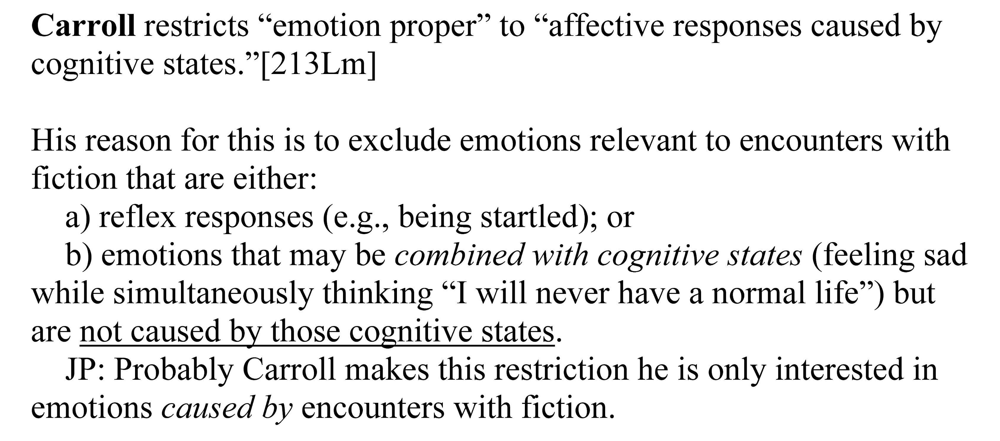 Carroll restricts “emotion proper” to “affective responses caused by
cognitive states.”[213Lm]
His reason for this is to exclude emotions relevant to encounters with
fiction that are either:
a) reflex responses (e.g., being startled); or
b) emotions that may be combined with cognitive states (feeling sad
while simultaneously thinking “I will never have a normal life”) but
are not caused by those cognitive states.
JP: Probably Carroll makes this restriction he is only interested in
emotions caused by encounters with fiction.